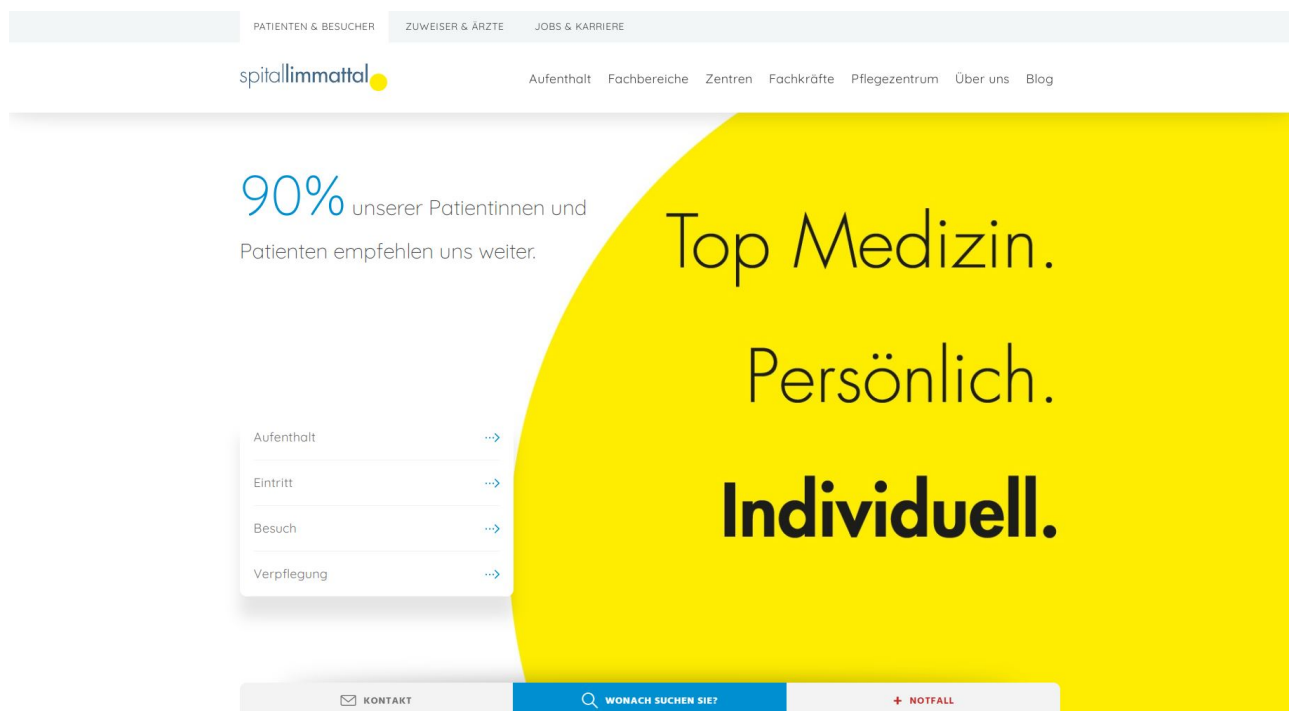 PATIENTEN & BESUCHER ZUWEISER & ÄRZTE JOBS & KARRIERE
spitallimmattal
Aufenthalt Fachbereiche Zentren Fachkräfte Pflegezentrum Über uns Blog
90% unserer Patientinnen und
Patienten empfehlen uns weiter.
Top Medizin.
Persönlich.
Individuell.
Aufenthalt
Eintritt
Besuch
Verpflegung
KONTAKT WONACH SUCHEN SIE? + NOTFALL